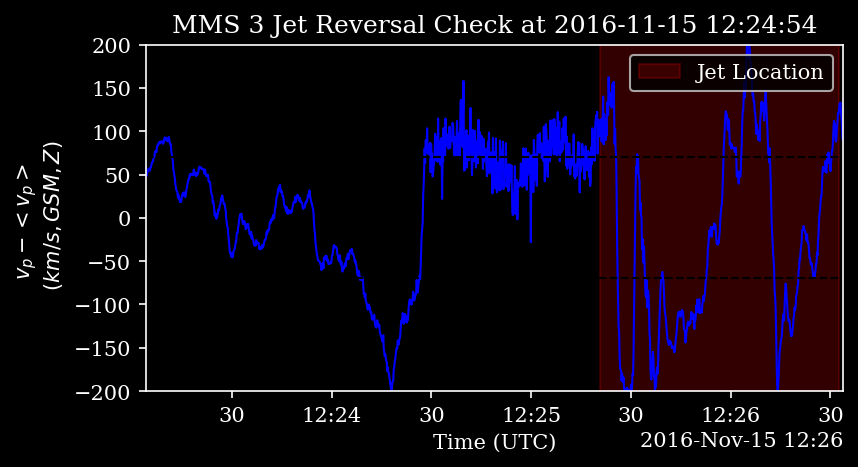 MMS 3 Jet Reversal Check at 2016-11-15 12:24:54
Jet Location
200
150
100
50
0
−50
−100
−150
−200
v_p − <v_p>
(km/s, GSM, Z)
30 12:24 30 12:25 30 12:26 30
Time (UTC)
2016-Nov-15 12:26